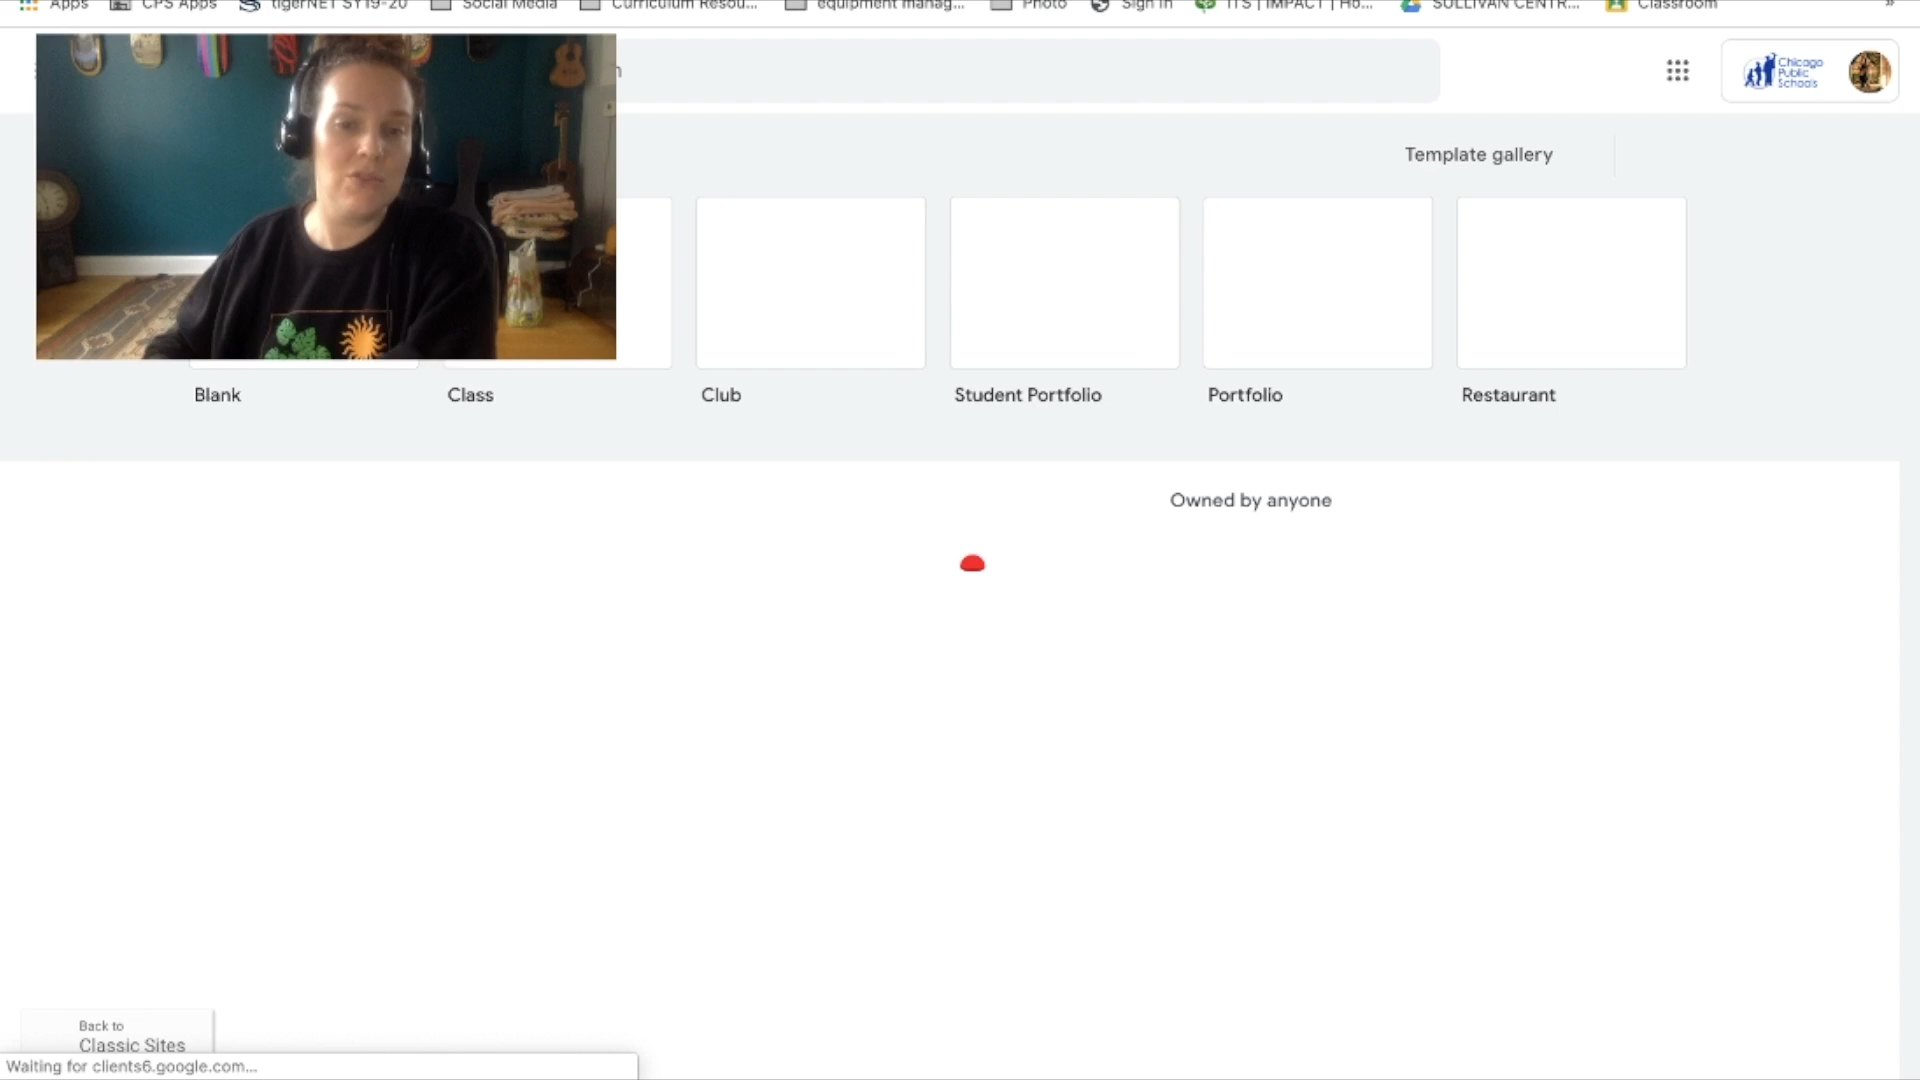 Apps CPS Apps tigerNET SY19-20 Social Media Curriculum Resou... equipment manag... Photo Sign In ITS | IMPACT | Ho... SULLIVAN CENTR... Classroom »
Chicago
Public
Schools
Template gallery
Blank Class Club Student Portfolio Portfolio Restaurant
Owned by anyone
Back to
Classic Sites
Waiting for clients6.google.com...